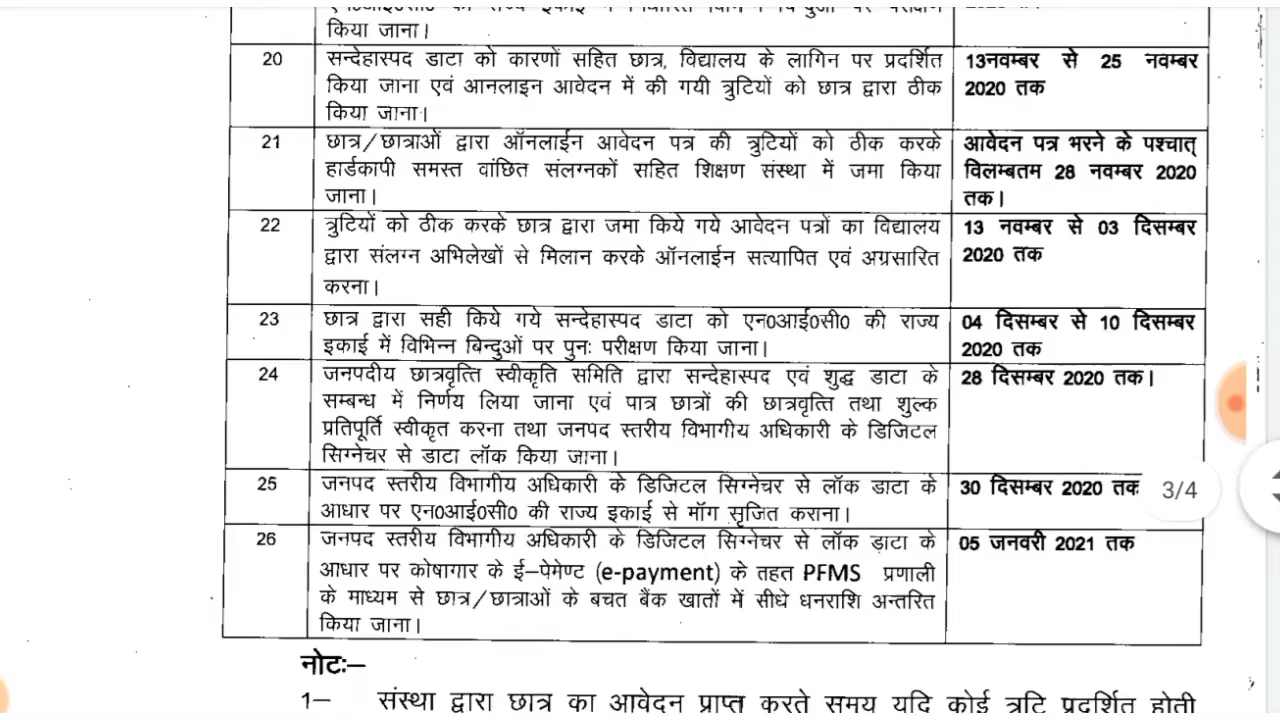 किया जाना।
20 सन्देहास्पद डाटा को कारणों सहित छात्र, विद्यालय के लागिन पर प्रदर्शित 13नवम्बर से 25 नवम्बर
किया जाना एवं आनलाइन आवेदन में की गयी त्रुटियों को छात्र द्वारा ठीक 2020 तक
किया जाना।
21 छात्र/छात्राओं द्वारा ऑनलाईन आवेदन पत्र की त्रुटियों को ठीक करके आवेदन पत्र भरने के पश्चात्
हार्डकापी समस्त वांछित संलग्नकों सहित शिक्षण संस्था में जमा किया विलम्बतम 28 नवम्बर 2020
जाना। तक।
22 त्रुटियों को ठीक करके छात्र द्वारा जमा किये गये आवेदन पत्रों का विद्यालय 13 नवम्बर से 03 दिसम्बर
द्वारा संलग्न अभिलेखों से मिलान करके ऑनलाईन सत्यापित एवं अग्रसारित 2020 तक
करना।
23 छात्र द्वारा सही किये गये सन्देहास्पद डाटा को एन0आई0सी0 की राज्य 04 दिसम्बर से 10 दिसम्बर
इकाई में विभिन्न बिन्दुओं पर पुनः परीक्षण किया जाना। 2020 तक
24 जनपदीय छात्रवृत्ति स्वीकृति समिति द्वारा सन्देहास्पद एवं शुद्ध डाटा के 28 दिसम्बर 2020 तक।
सम्बन्ध में निर्णय लिया जाना एवं पात्र छात्रों की छात्रवृत्ति तथा शुल्क
प्रतिपूर्ति स्वीकृत करना तथा जनपद स्तरीय विभागीय अधिकारी के डिजिटल
सिग्नेचर से डाटा लॉक किया जाना।
25 जनपद स्तरीय विभागीय अधिकारी के डिजिटल सिग्नेचर से लॉक डाटा के 30 दिसम्बर 2020 तक 3/4
आधार पर एन0आई0सी0 की राज्य इकाई से मॉग सृजित कराना।
26 जनपद स्तरीय विभागीय अधिकारी के डिजिटल सिग्नेचर से लॉक डाटा के 05 जनवरी 2021 तक
आधार पर कोषागार के ई-पेमेण्ट (e-payment) के तहत PFMS प्रणाली
के माध्यम से छात्र/छात्राओं के बचत बैंक खातों में सीधे धनराशि अन्तरित
किया जाना।
नोटः-
1- संस्था द्वारा छात्र का आवेदन प्राप्त करते समय यदि कोई त्रुटि प्रदर्शित होती